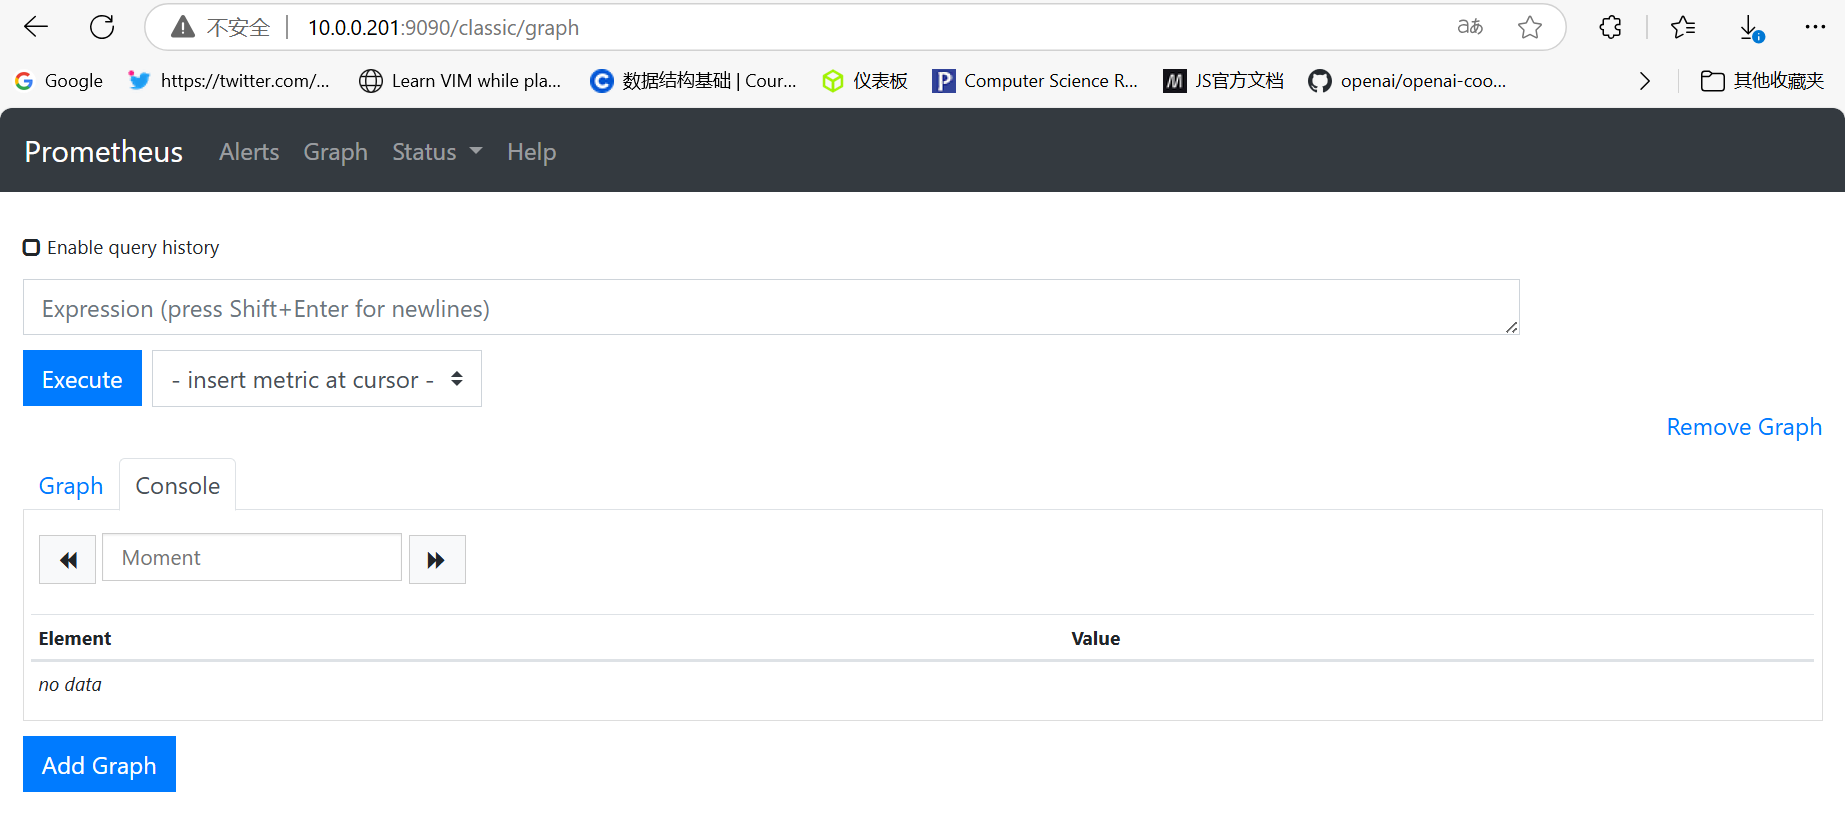 不安全 10.0.0.201:9090/classic/graph aあ
Google https://twitter.com/... Learn VIM while pla... 数据结构基础 | Cour... 仪表板 Computer Science R... JS官方文档 openai/openai-coo... 其他收藏夹
Prometheus Alerts Graph Status Help
Enable query history
Expression (press Shift+Enter for newlines)
Execute - insert metric at cursor -
Remove Graph
Graph Console
Moment
Element Value
no data
Add Graph